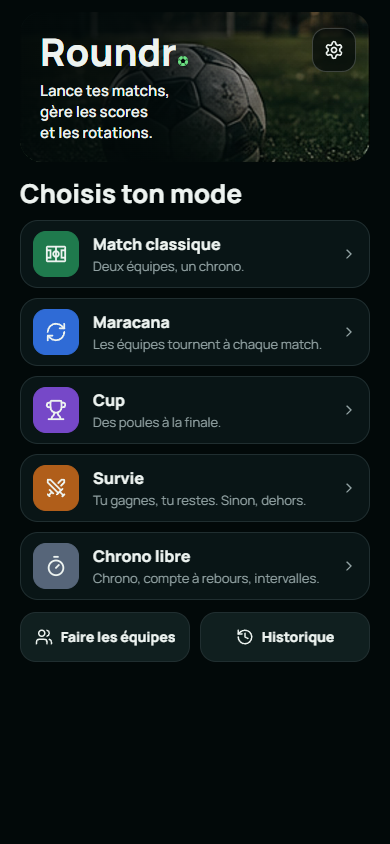 Roundr
Lance tes matchs,
gère les scores
et les rotations.
Choisis ton mode
Match classique
Deux équipes, un chrono.
Maracana
Les équipes tournent à chaque match.
Cup
Des poules à la finale.
Survie
Tu gagnes, tu restes. Sinon, dehors.
Chrono libre
Chrono, compte à rebours, intervalles.
Faire les équipes
Historique